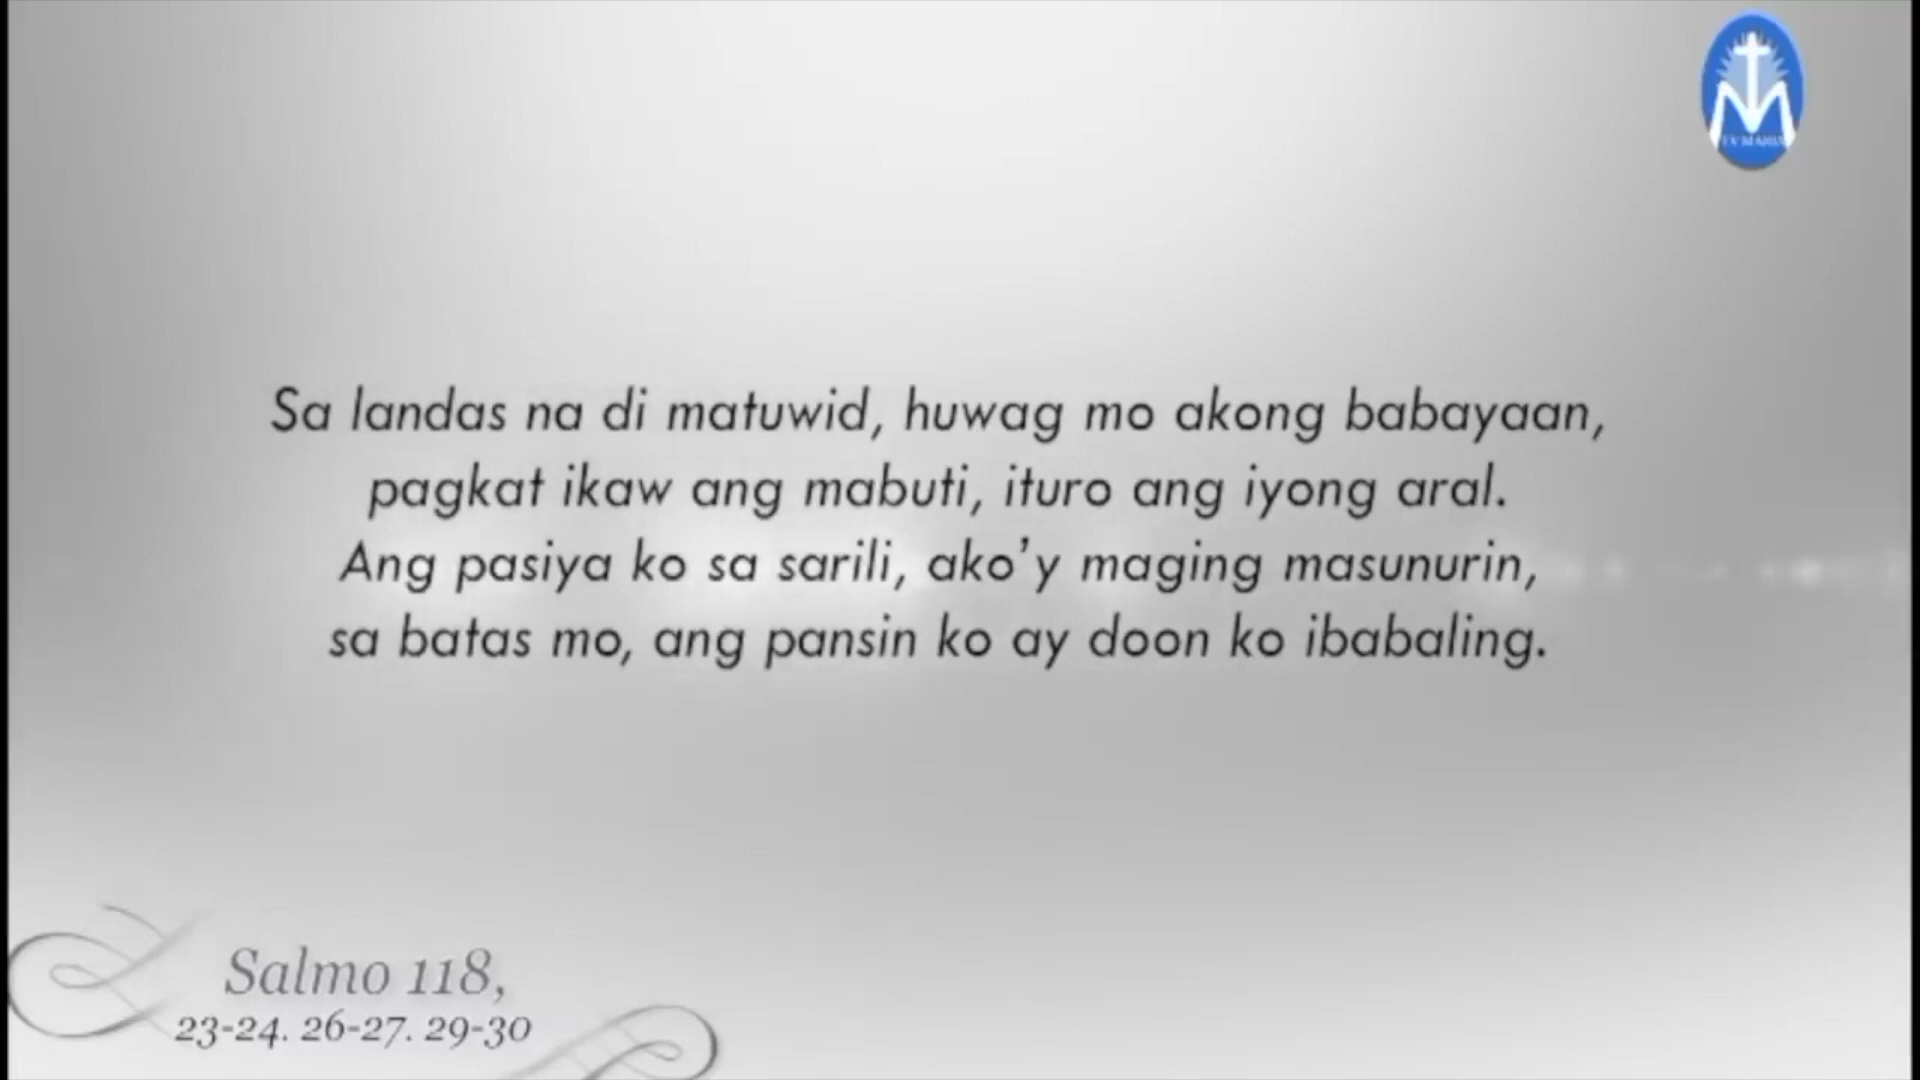 Sa landas na di matuwid, huwag mo akong babayaan,
pagkat ikaw ang mabuti, ituro ang iyong aral.
Ang pasiya ko sa sarili, ako’y maging masunurin,
sa batas mo, ang pansin ko ay doon ko ibabaling.
Salmo 118,
23-24. 26-27. 29-30
TV MARIA